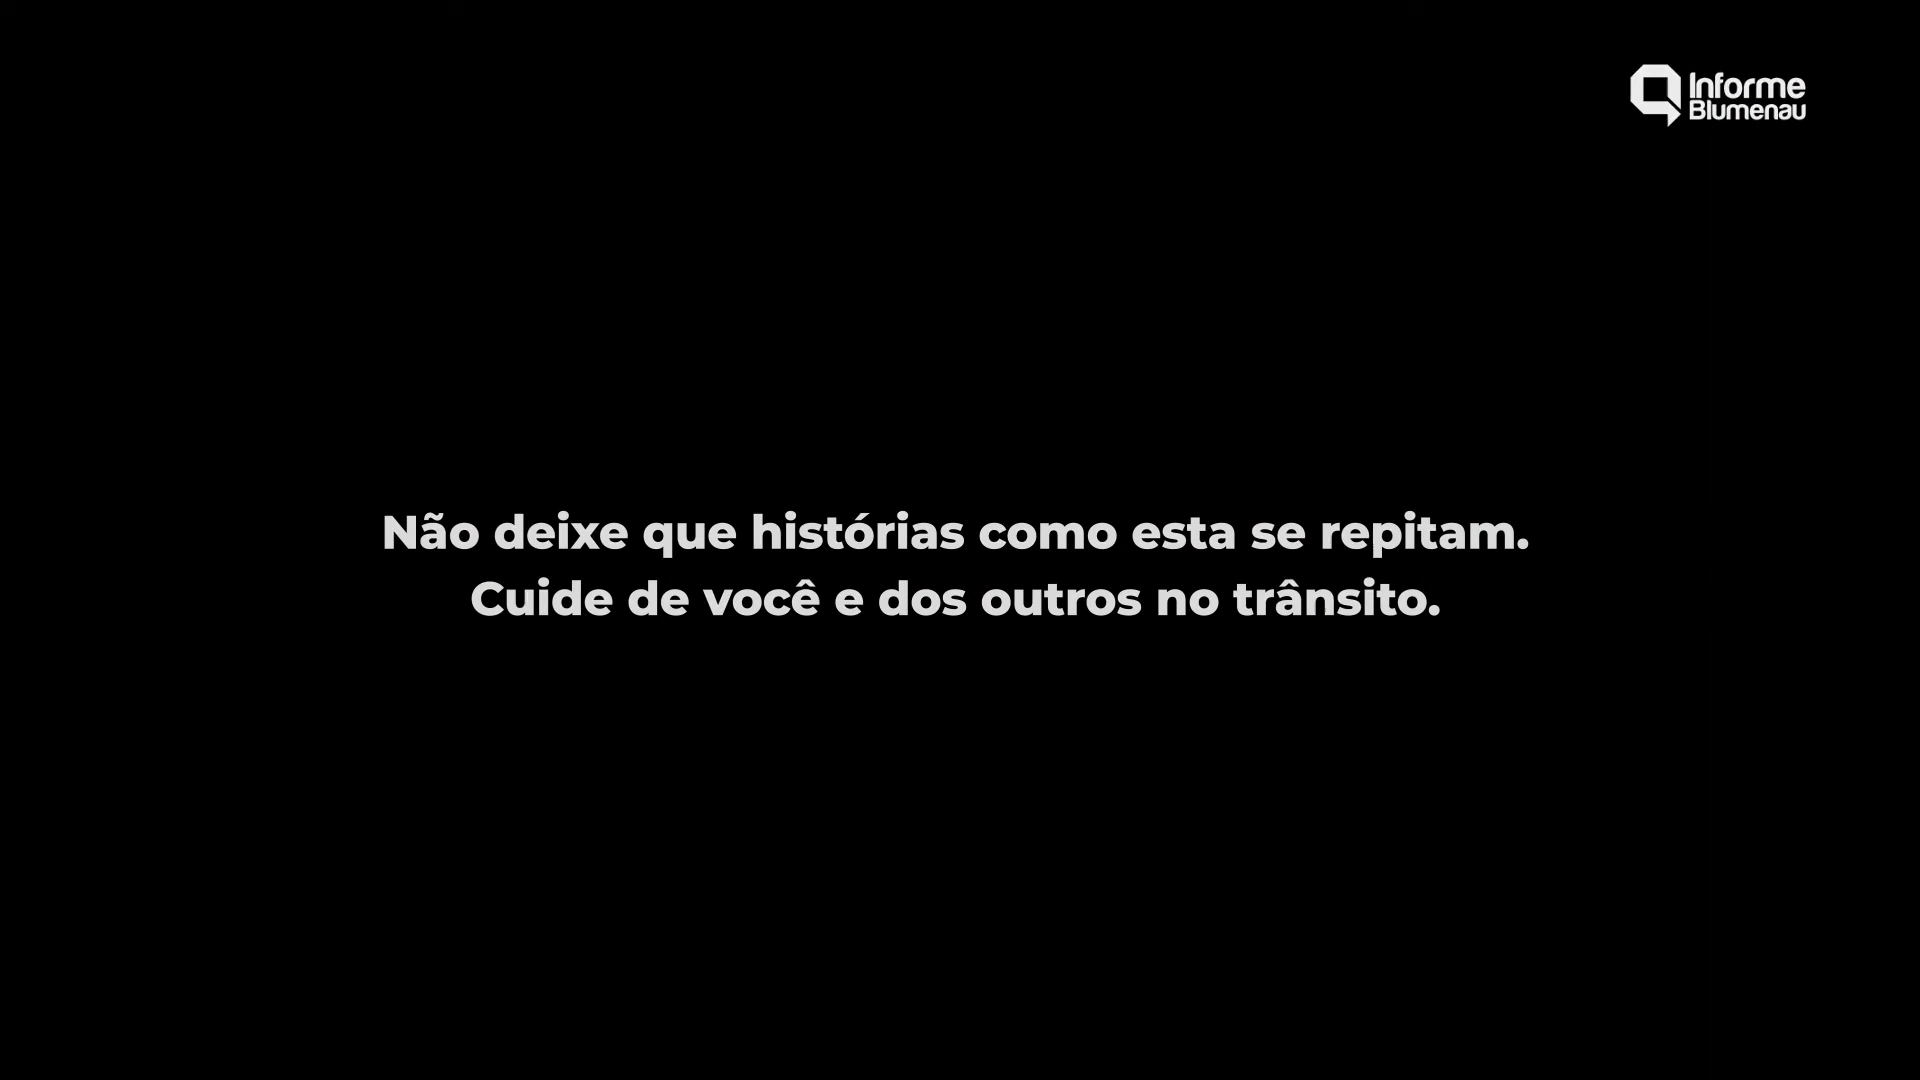 Informe
Blumenau
Não deixe que histórias como esta se repitam.
Cuide de você e dos outros no trânsito.